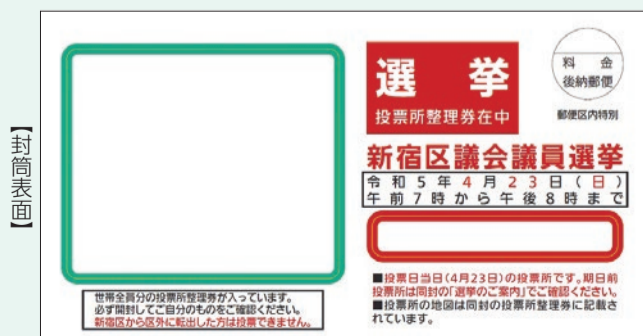 【封筒表面】
選挙
投票所整理券在中
料金
後納郵便
郵便区内特別
新宿区議会議員選挙
令和5年4月23日(日)
午前7時から午後8時まで
■投票日当日(4月23日)の投票所です。期日前
投票所は同封の「選挙のご案内」でご確認ください。
■投票所の地図は同封の投票整理券に記載さ
れています。
世帯全員分の投票所整理券が入っています。
必ず開封してご自分のものをご確認ください。
新宿区から区外に転出した方は投票できません。